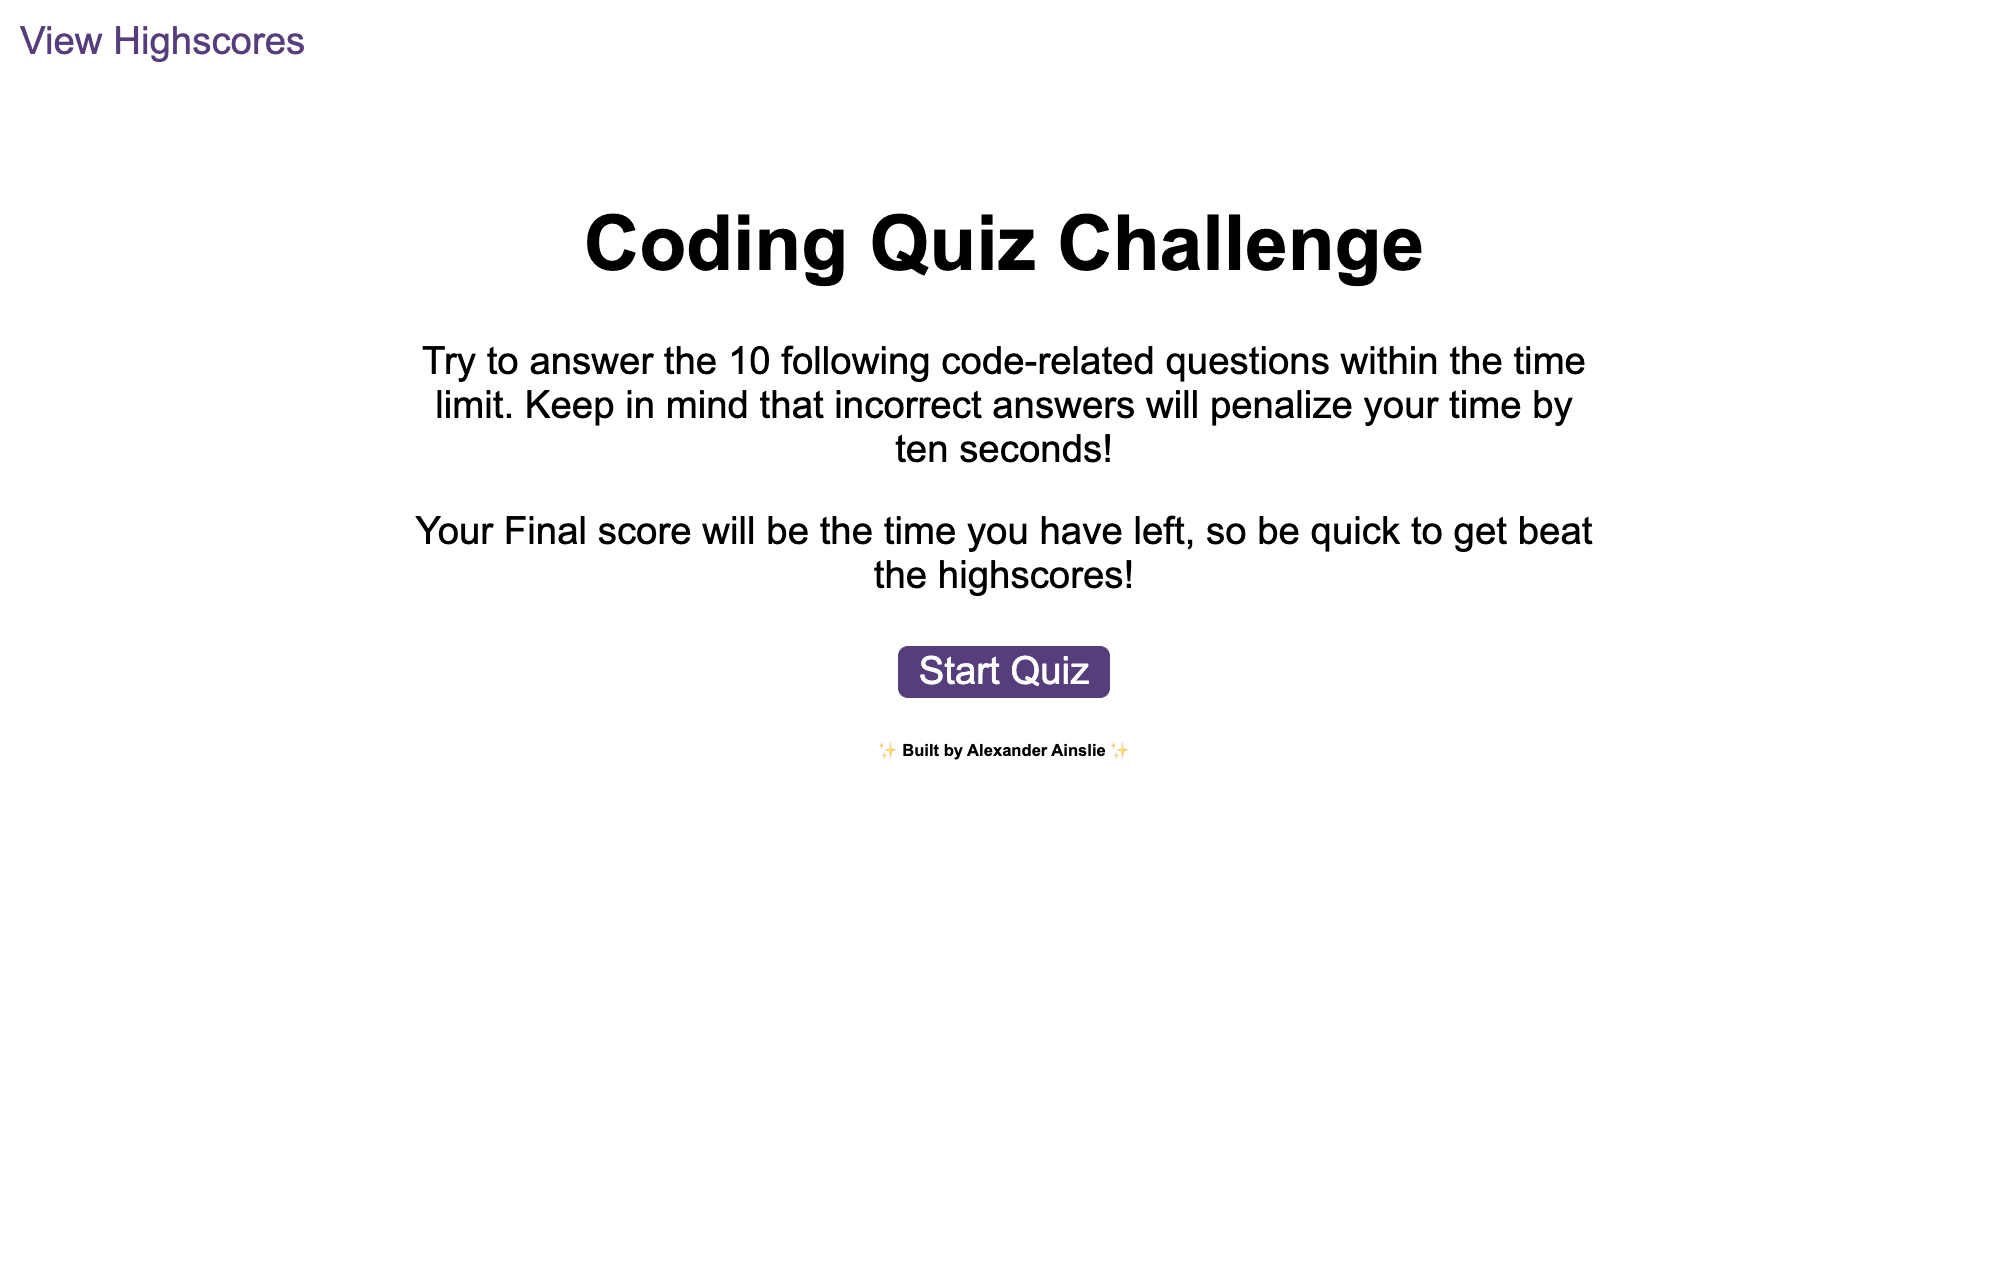 View Highscores
Coding Quiz Challenge
Try to answer the 10 following code-related questions within the time
limit. Keep in mind that incorrect answers will penalize your time by
ten seconds!
Your Final score will be the time you have left, so be quick to get beat
the highscores!
Start Quiz
✨ Built by Alexander Ainslie ✨